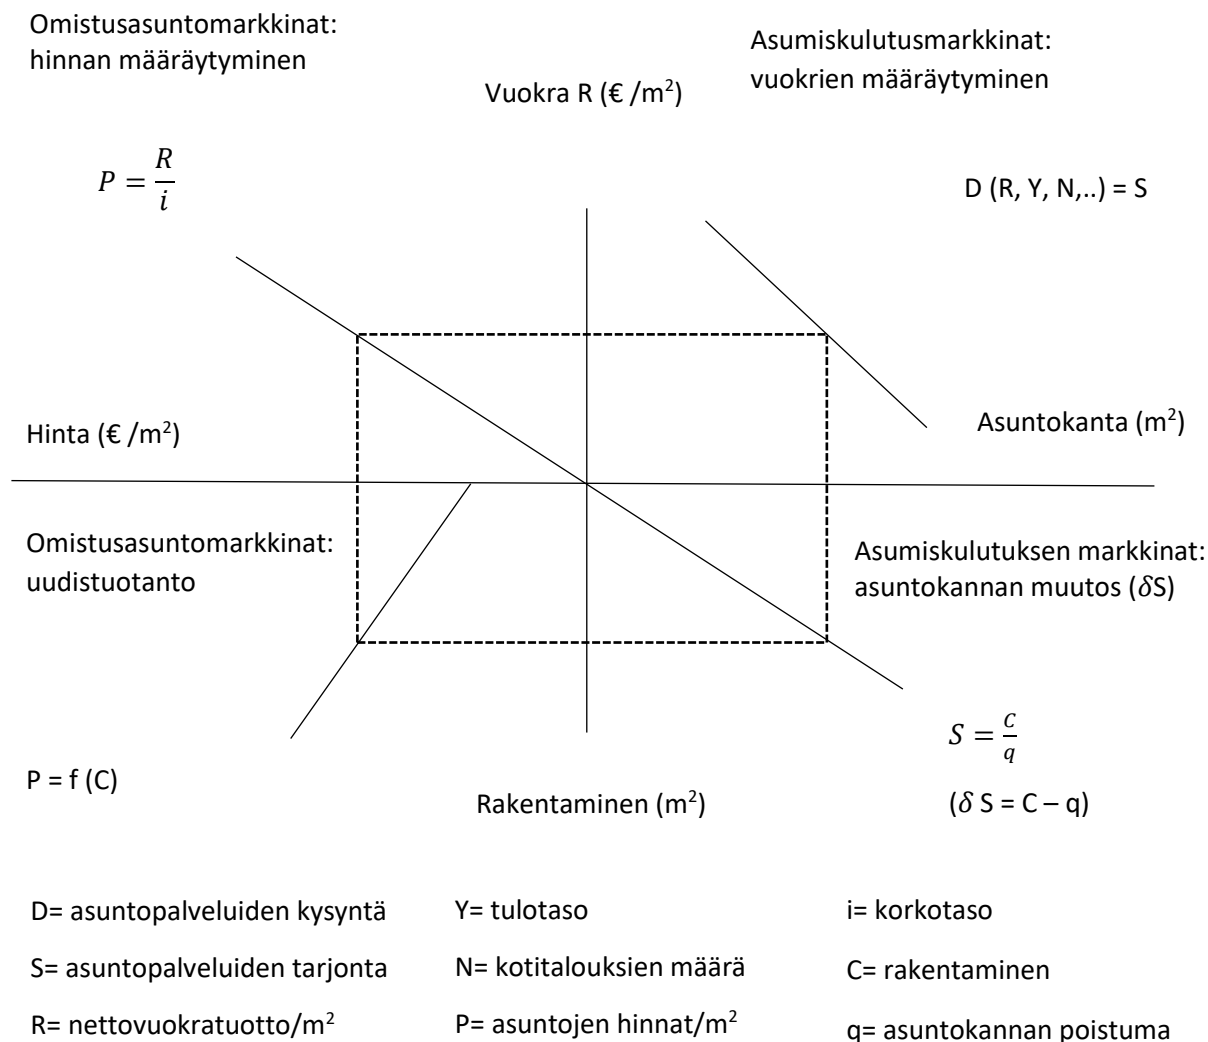 Omistusasuntomarkkinat:
hinnan määräytyminen
Asumiskulutusmarkkinat:
vuokrien määräytyminen
Vuokra R (€ /m²)
P = R/i
D (R, Y, N,..) = S
Hinta (€ /m²)
Asuntokanta (m²)
Omistusasuntomarkkinat:
uudistuotanto
Asumiskulutuksen markkinat:
asuntokannan muutos (δS)
S = c/q
P = f (C)
Rakentaminen (m²)
(δ S = C – q)
D= asuntopalveluiden kysyntä
Y= tulotaso
i= korkotaso
S= asuntopalveluiden tarjonta
N= kotitalouksien määrä
C= rakentaminen
R= nettovuokratuotto/m²
P= asuntojen hinnat/m²
q= asuntokannan poistuma